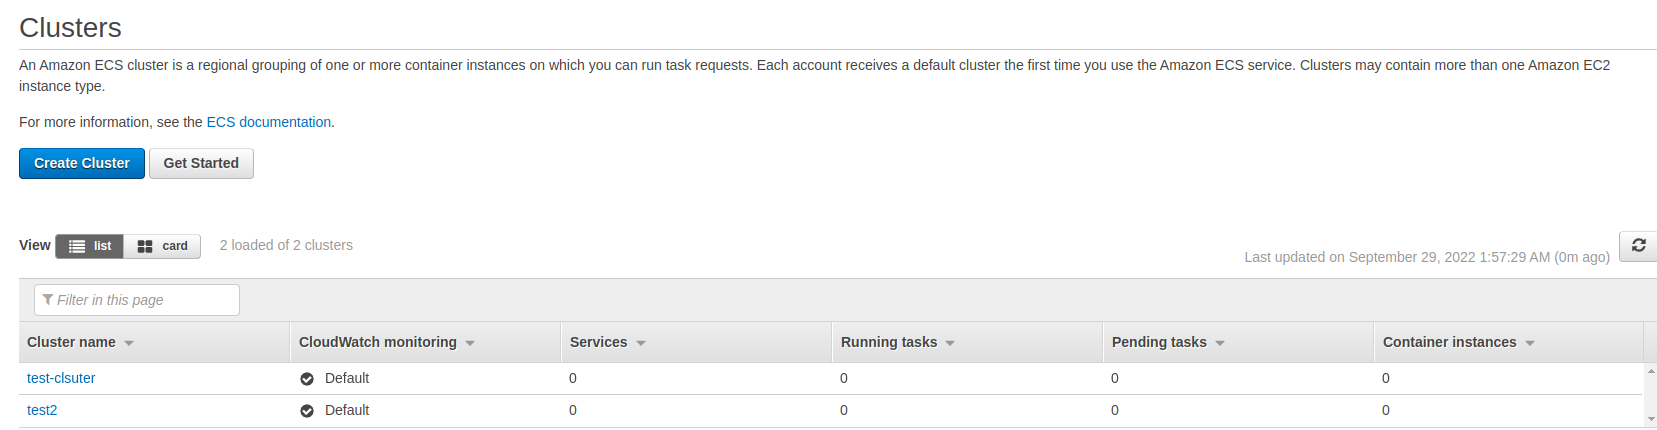 Clusters
An Amazon ECS cluster is a regional grouping of one or more container instances on which you can run task requests. Each account receives a default cluster the first time you use the Amazon ECS service. Clusters may contain more than one Amazon EC2
instance type.
For more information, see the ECS documentation.
Create Cluster Get Started
View list card 2 loaded of 2 clusters
Last updated on September 29, 2022 1:57:29 AM (0m ago)
Filter in this page
Cluster name CloudWatch monitoring Services Running tasks Pending tasks Container instances
test-clsuter Default 0 0 0 0
test2 Default 0 0 0 0